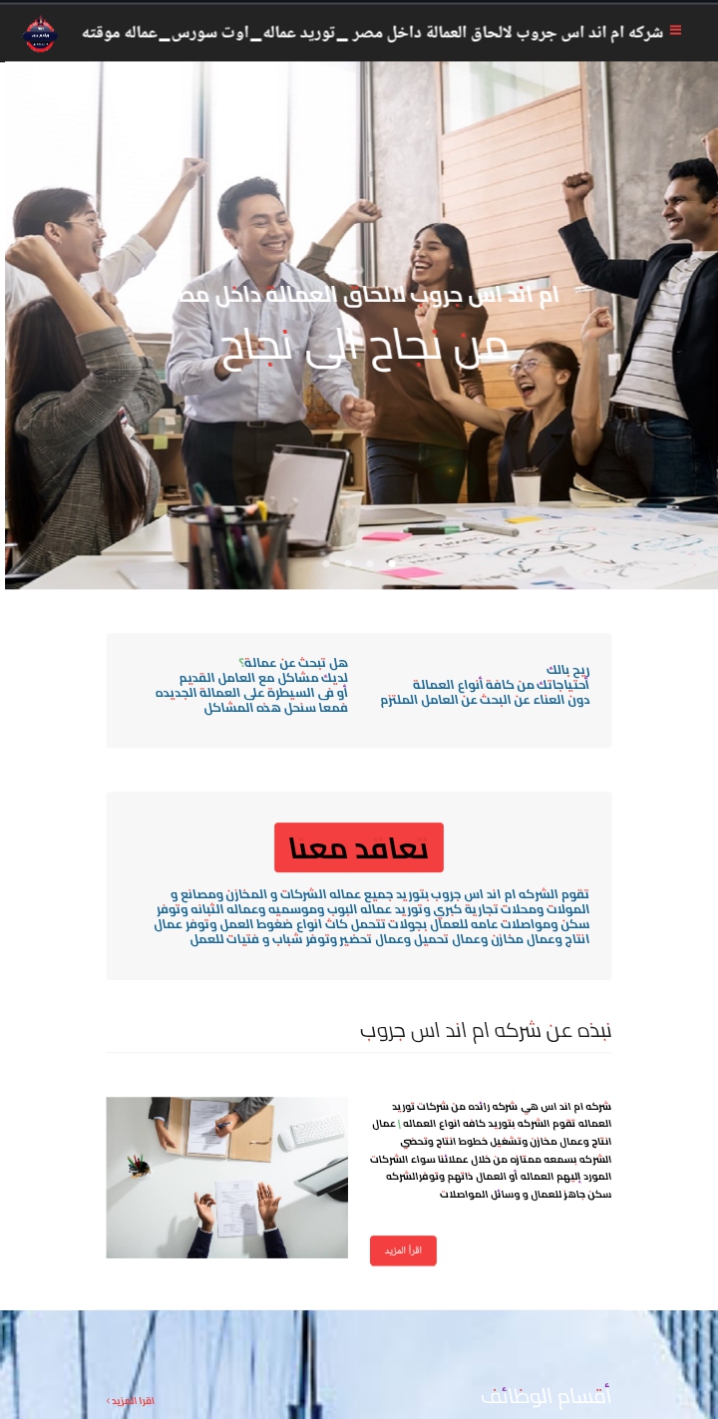 شركه ام اند اس جروب لالحاق العمالة داخل مصر _توريد عماله_اوت سورس_عماله موقته
ام اند اس جروب لالحاق العمالة داخل
من نجاح الى نجاح
ريح بالك
أحتياجاتك من كافة أنواع العمالة
دون العناء عن البحث عن العامل الملتزم
هل تبحث عن عمالة؟
لديك مشاكل مع العامل القديم
أو فى السيطرة على العمالة الجديده
فمعا سنحل هذه المشاكل
تعاقد معنا
تقوم الشركه ام اند اس جروب بتوريد جميع عماله الشركات و المخازن ومصانع و
المولات ومحلات تجارية كبري وتوريد عماله البوب وموسميه وعماله الثبانه وتوفر
سكن ومواصلات عامه للعمال بجولات تتحمل كاث انواع ضغوط العمل وتوفر عمال
انتاج وعمال مخازن وعمال تحميل وعمال تحضير وتوفر شباب و فتيات للعمل
نبذه عن شركه ام اند اس جروب
شركه ام اند اس هي شركه رائده من شركات توريد
العماله تقوم الشركه بتوريد كافه انواع العماله | عمال
انتاج وعمال مخازن وتشغيل خطوط انتاج وتحضي
الشركه بسمعه ممتازه من خلال عملائنا سواء الشركات
المورد إليهم العماله أو العمال ذاتهم وتوفرالشركه
سكن جاهز للعمال و وسائل المواصلات
اقرأ المزيد
أقسام الوظائف
اقرا المزيد ›